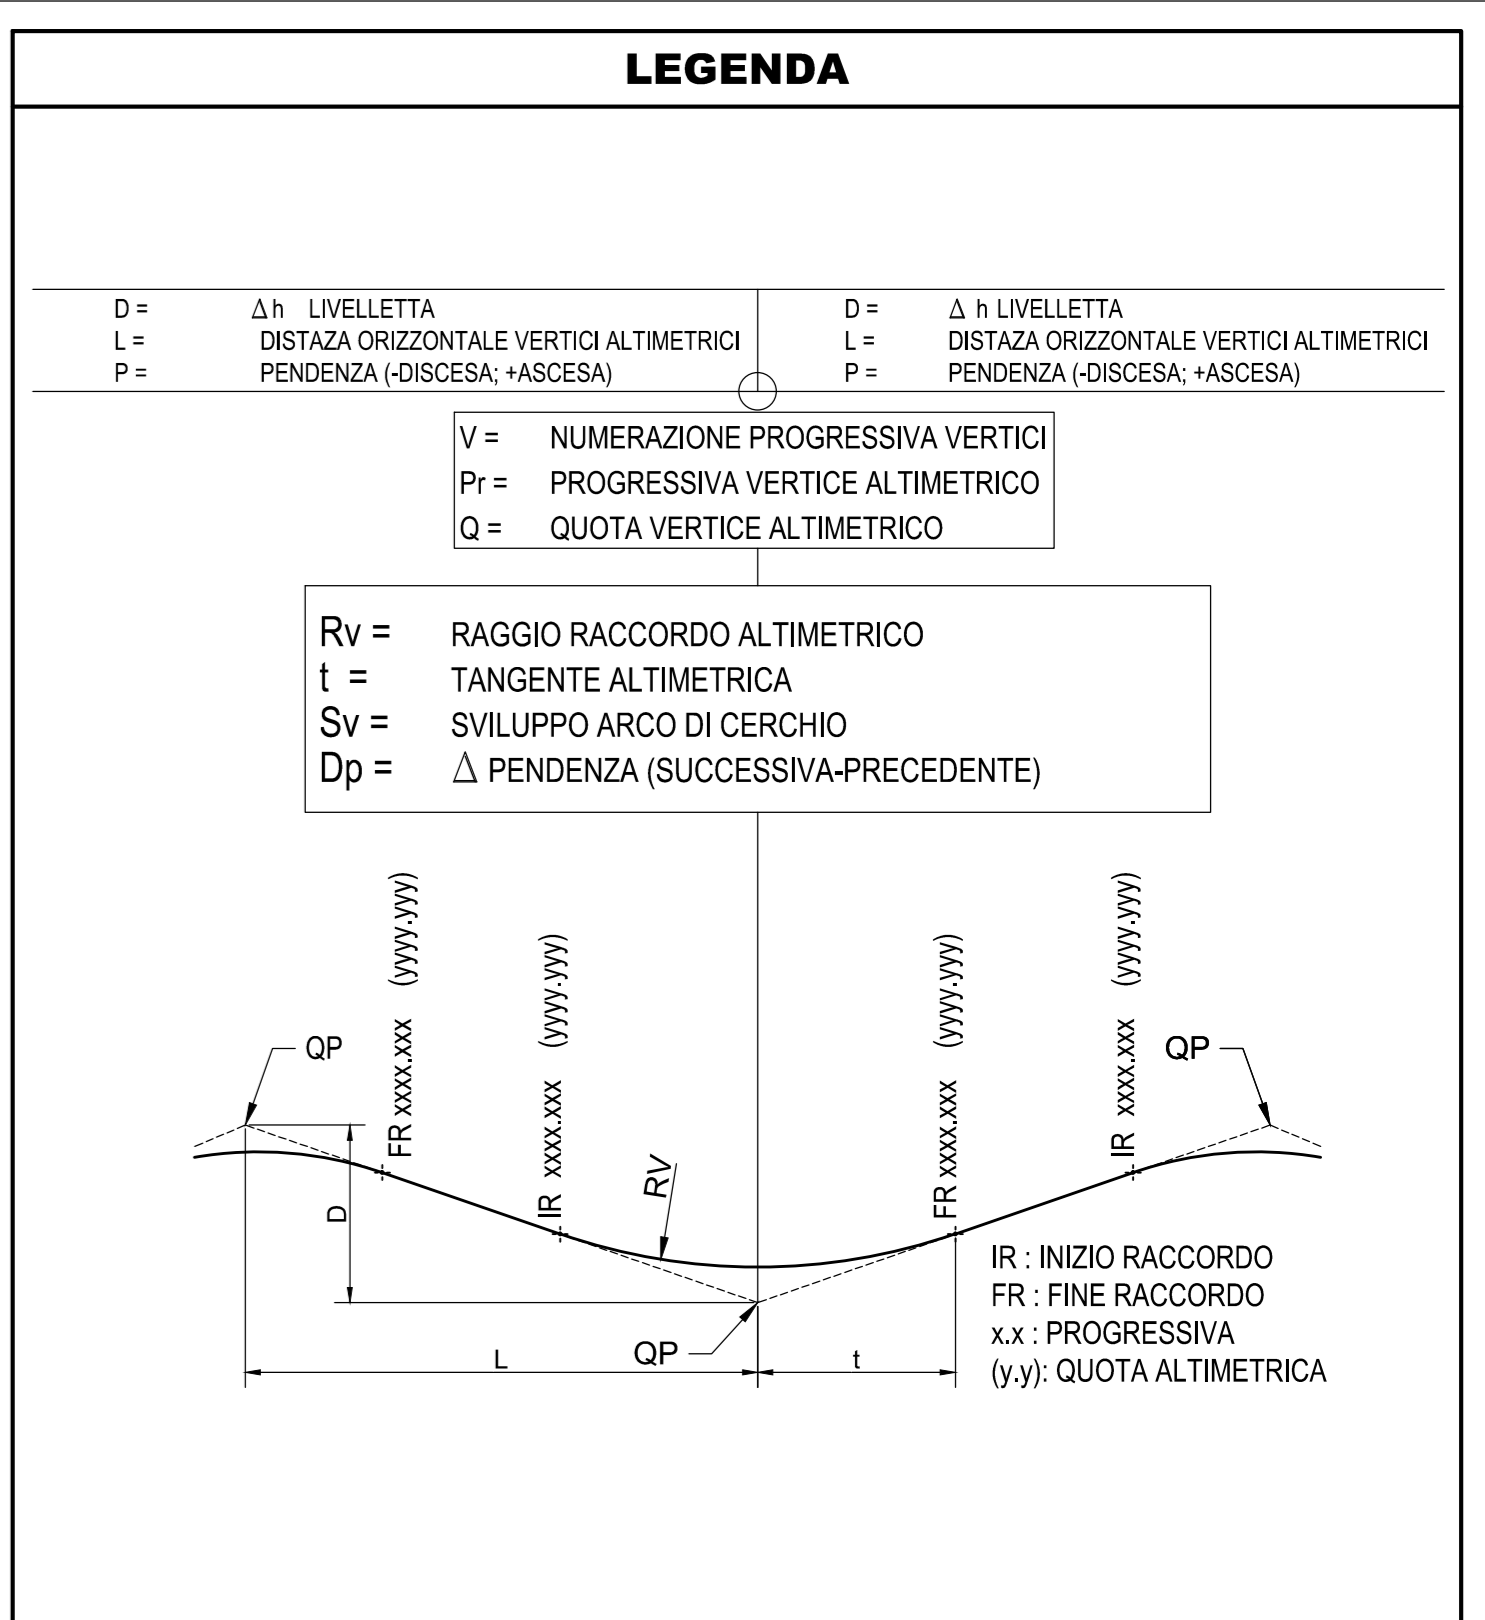 LEGENDA
D = Δ h LIVELLETTA
L = DISTAZA ORIZZONTALE VERTICI ALTIMETRICI
P = PENDENZA (-DISCESA; +ASCESA)
D = Δ h LIVELLETTA
L = DISTAZA ORIZZONTALE VERTICI ALTIMETRICI
P = PENDENZA (-DISCESA; +ASCESA)
V = NUMERAZIONE PROGRESSIVA VERTICI
Pr = PROGRESSIVA VERTICE ALTIMETRICO
Q = QUOTA VERTICE ALTIMETRICO
Rv = RAGGIO RACCORDO ALTIMETRICO
t = TANGENTE ALTIMETRICA
Sv = SVILUPPO ARCO DI CERCHIO
Dp = Δ PENDENZA (SUCCESSIVA-PRECEDENTE)
QP
FR xxxx.xxx (yyyy.yyy)
IR xxxx.xxx (yyyy.yyy)
FR xxxx.xxx (yyyy.yyy)
IR xxxx.xxx (yyyy.yyy)
QP
D
RV
L
QP
t
IR : INIZIO RACCORDO
FR : FINE RACCORDO
x.x : PROGRESSIVA
(y.y): QUOTA ALTIMETRICA